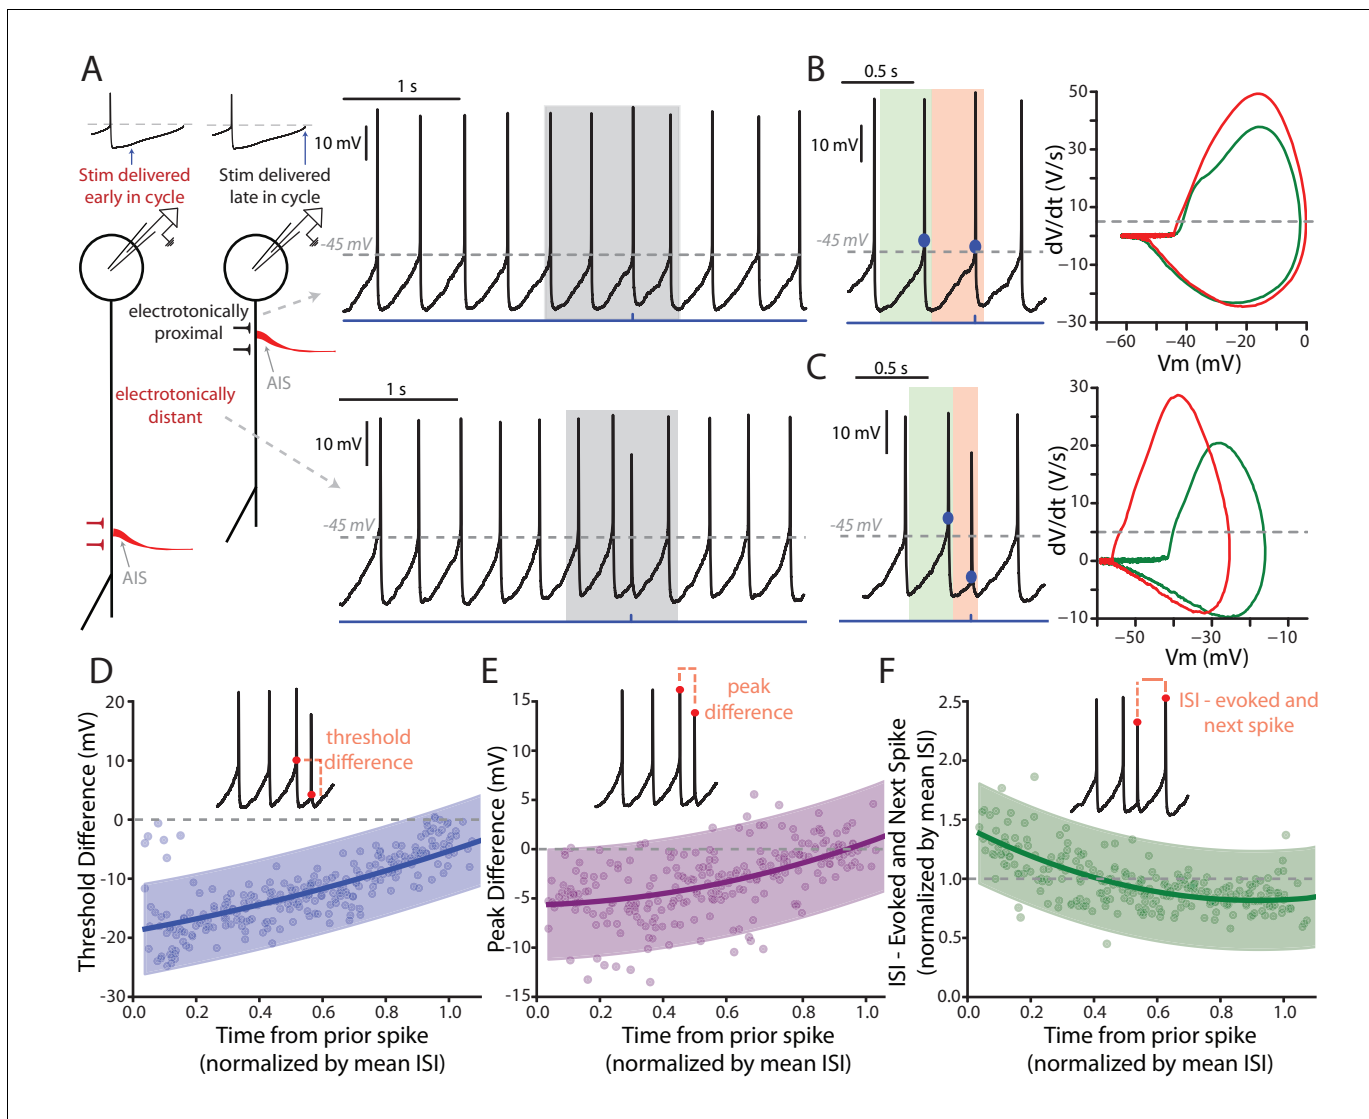 A
Stim delivered
early in cycle
Stim delivered
late in cycle
electrotonically
proximal
AIS
electrotonically
distant
AIS
1 s
10 mV
-45 mV
1 s
10 mV
-45 mV
B
0.5 s
10 mV
-45 mV
50
30
10
−10
−30
dV/dt (V/s)
−60
−40
−20
0
Vm (mV)
C
0.5 s
10 mV
-45 mV
30
20
10
0
−10
dV/dt (V/s)
−50
−30
−10
Vm (mV)
D
Threshold Difference (mV)
20
10
0
−10
−20
−30
threshold
difference
0.0
0.2
0.4
0.6
0.8
1.0
Time from prior spike
(normalized by mean ISI)
E
Peak Difference (mV)
15
10
5
0
-5
-10
-15
peak
difference
0.0
0.2
0.4
0.6
0.8
1.0
Time from prior spike
(normalized by mean ISI)
F
ISI - Evoked and Next Spike
(normalized by mean ISI)
2.5
2.0
1.5
1.0
0.5
0.0
ISI - evoked and
next spike
0.0
0.2
0.4
0.6
0.8
1.0
Time from prior spike
(normalized by mean ISI)